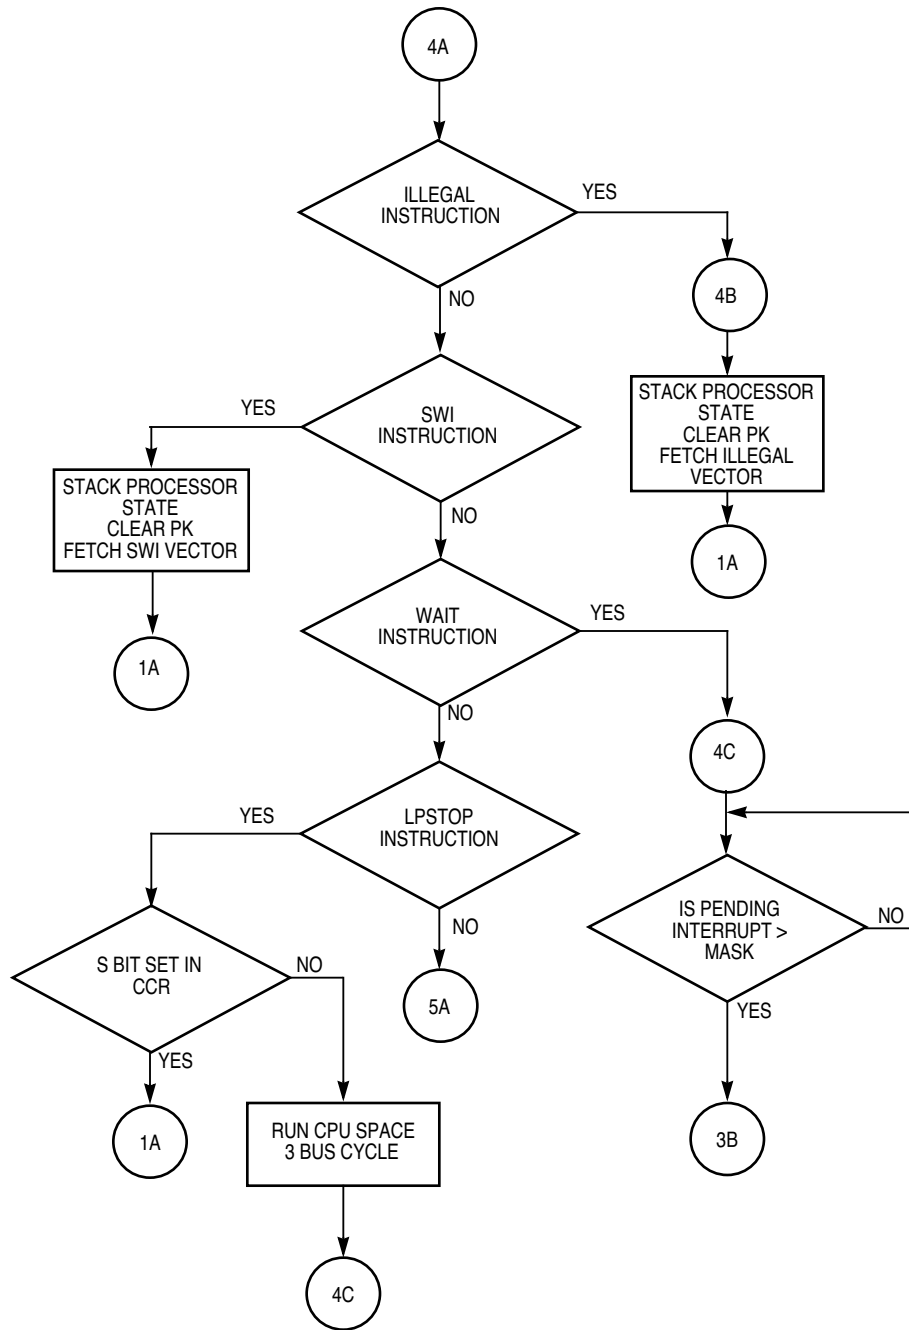 4A
ILLEGAL
INSTRUCTION
YES
NO
4B
STACK PROCESSOR
STATE
CLEAR PK
FETCH ILLEGAL
VECTOR
1A
SWI
INSTRUCTION
YES
NO
STACK PROCESSOR
STATE
CLEAR PK
FETCH SWI VECTOR
1A
WAIT
INSTRUCTION
YES
NO
4C
LPSTOP
INSTRUCTION
YES
NO
IS PENDING
INTERRUPT >
MASK
NO
YES
S BIT SET IN
CCR
NO
YES
5A
1A
RUN CPU SPACE
3 BUS CYCLE
3B
4C